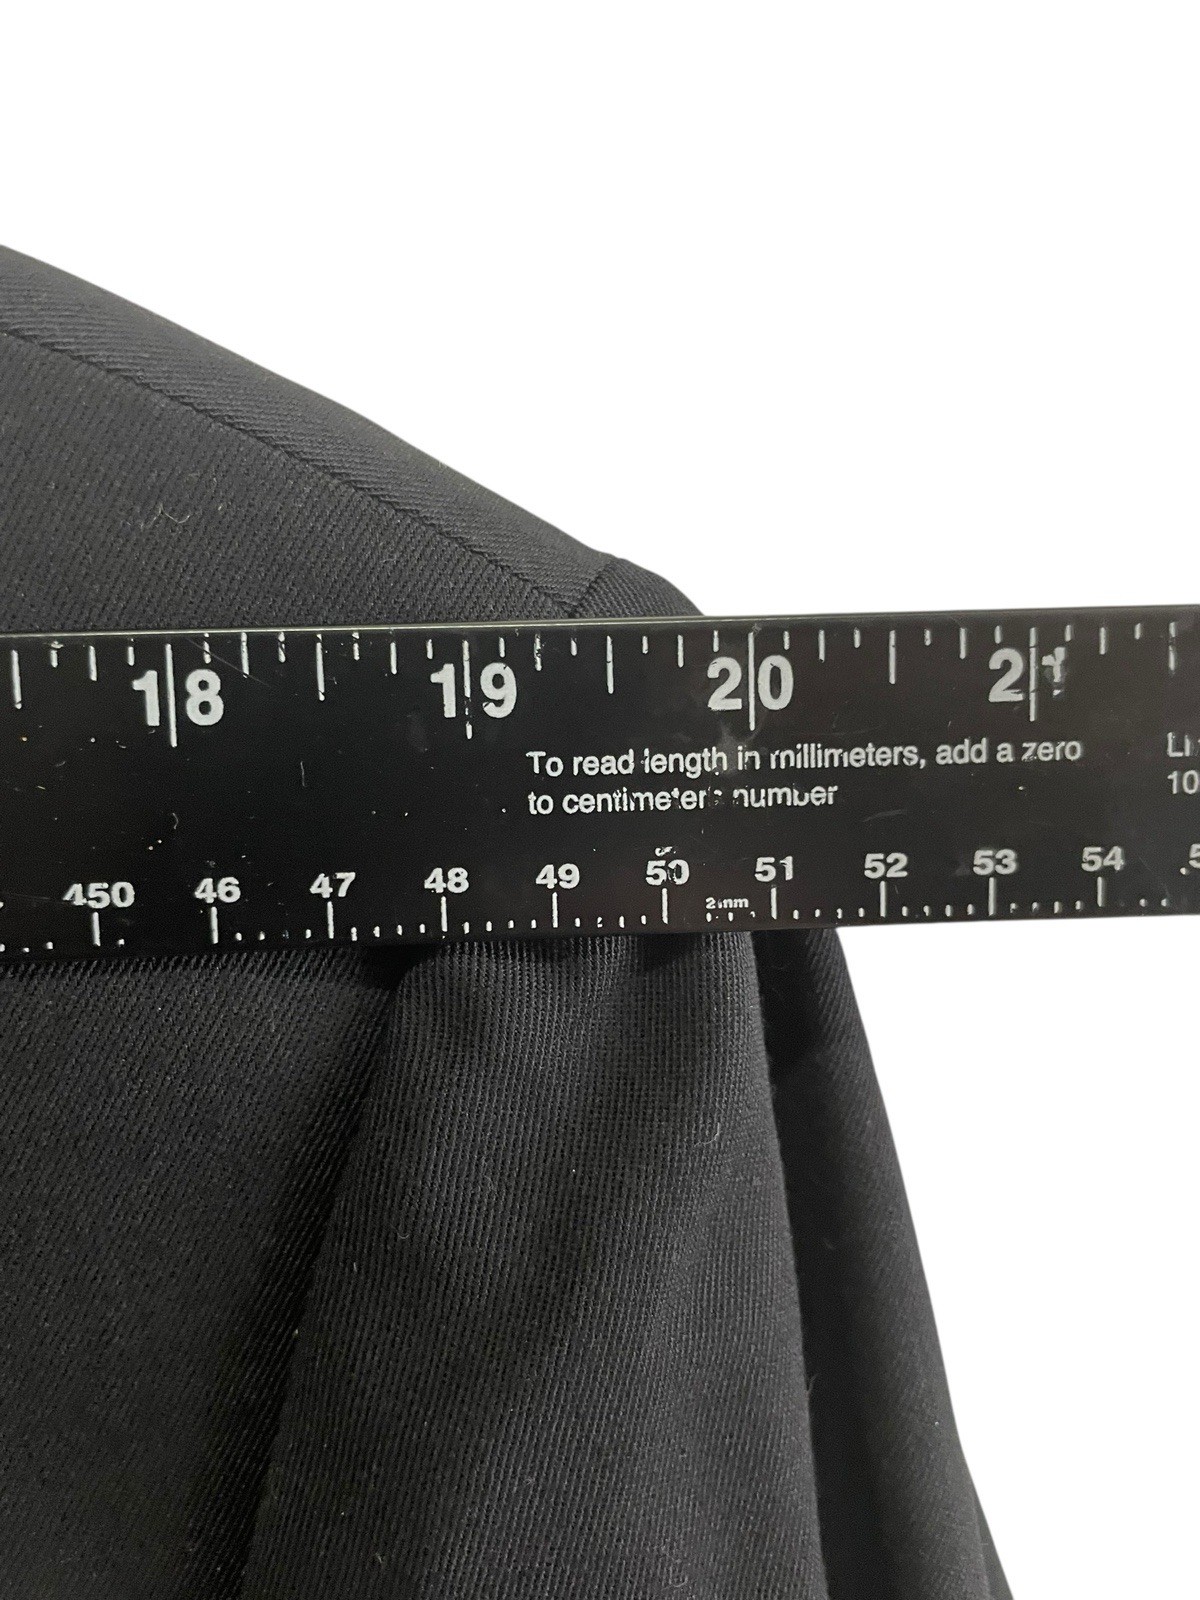 18 19 20 21
To read length in millimeters, add a zero
to centimeters number
10
450 46 47 48 49 50 51 52 53 54
2mm